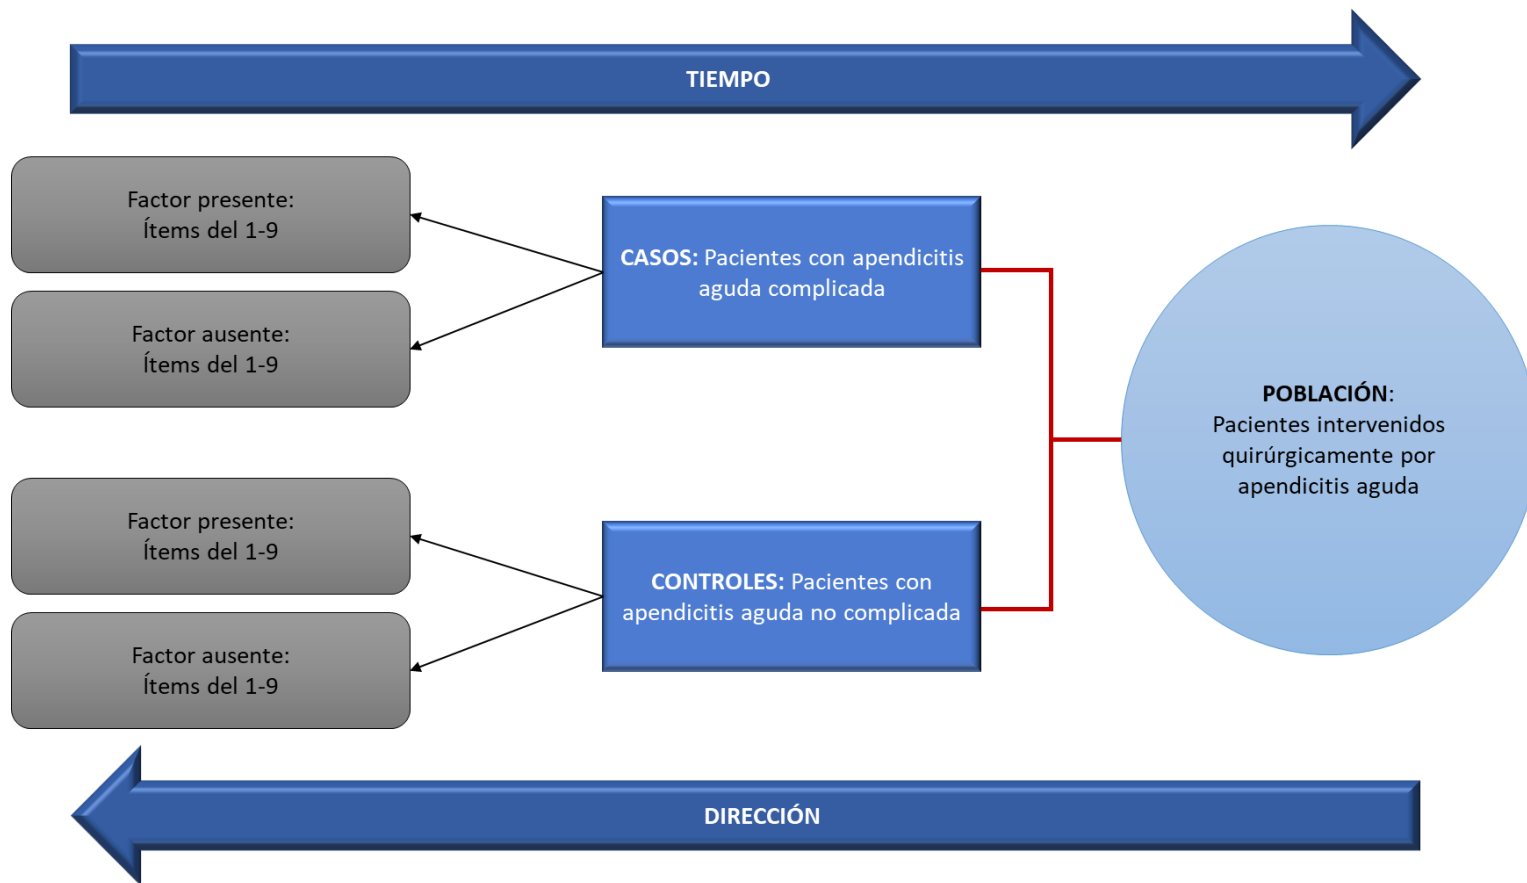 TIEMPO
Factor presente:
Ítems del 1-9
Factor ausente:
Ítems del 1-9
CASOS: Pacientes con apendicitis
aguda complicada
POBLACIÓN:
Pacientes intervenidos
quirúrgicamente por
apendicitis aguda
Factor presente:
Ítems del 1-9
Factor ausente:
Ítems del 1-9
CONTROLES: Pacientes con
apendicitis aguda no complicada
DIRECCIÓN